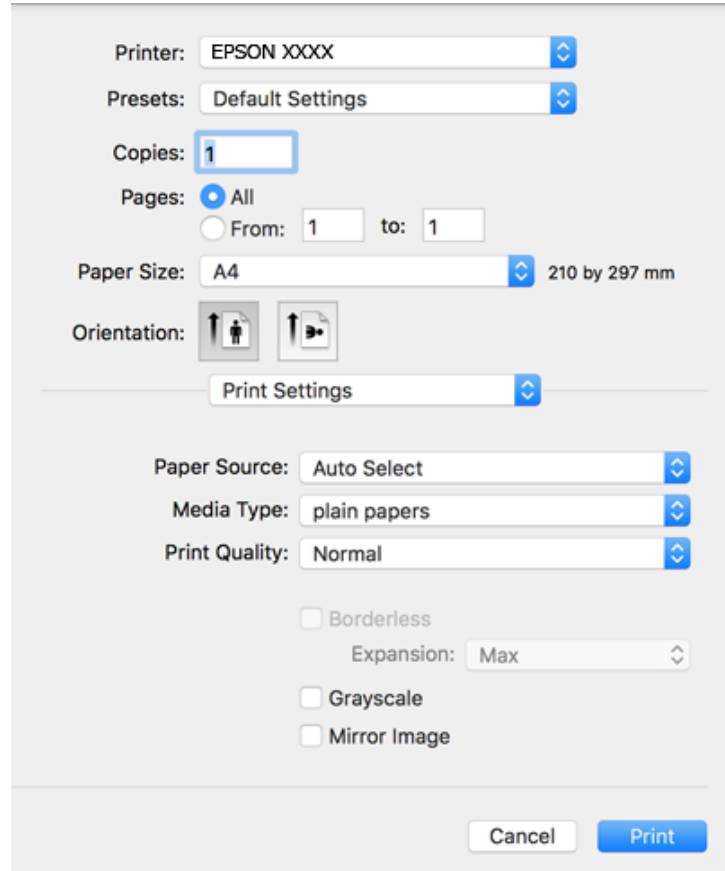 Printer: EPSON XXXX
Presets: Default Settings
Copies: 1
Pages: All
From: 1 to: 1
Paper Size: A4 210 by 297 mm
Orientation:
Print Settings
Paper Source: Auto Select
Media Type: plain papers
Print Quality: Normal
Borderless
Expansion: Max
Grayscale
Mirror Image
Cancel Print